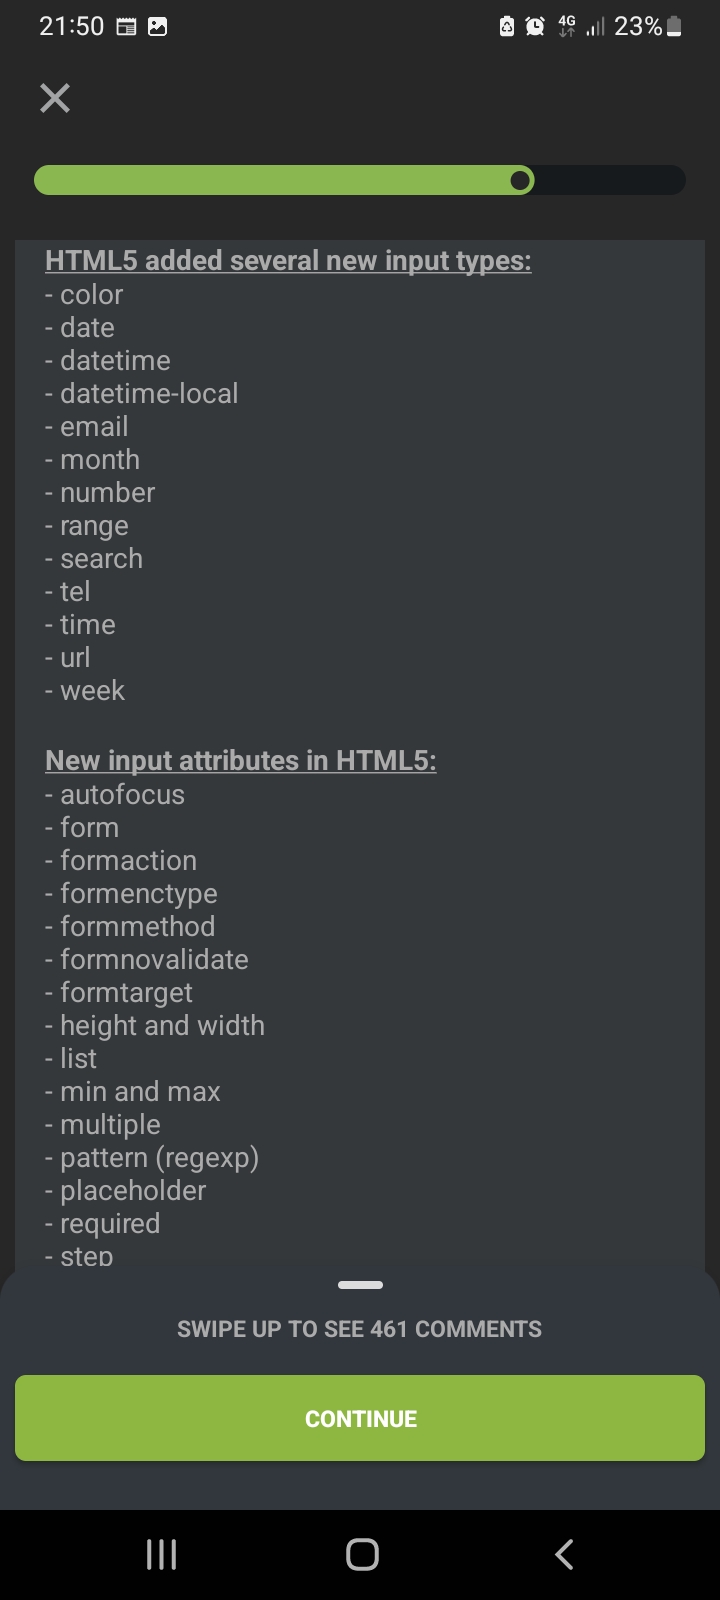 21:50
4G
23%
HTML5 added several new input types:
- color
- date
- datetime
- datetime-local
- email
- month
- number
- range
- search
- tel
- time
- url
- week
New input attributes in HTML5:
- autofocus
- form
- formaction
- formenctype
- formmethod
- formnovalidate
- formtarget
- height and width
- list
- min and max
- multiple
- pattern (regexp)
- placeholder
- required
- step
SWIPE UP TO SEE 461 COMMENTS
CONTINUE